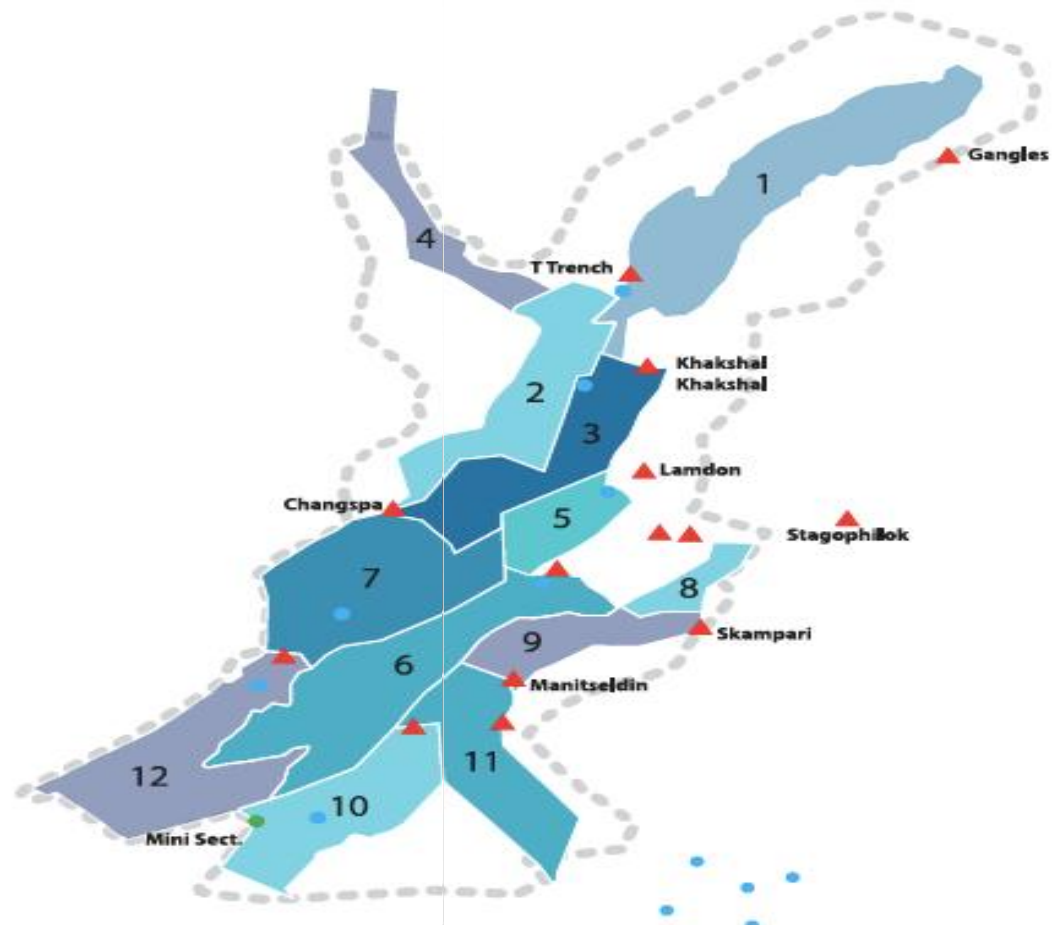 1
Gangles
4
T Trench
Khakshal
Khakshal
2
3
Lamdon
Changspa
5
7
8
Skampari
9
6
Manitseldin
11
12
10
Mini Sect.